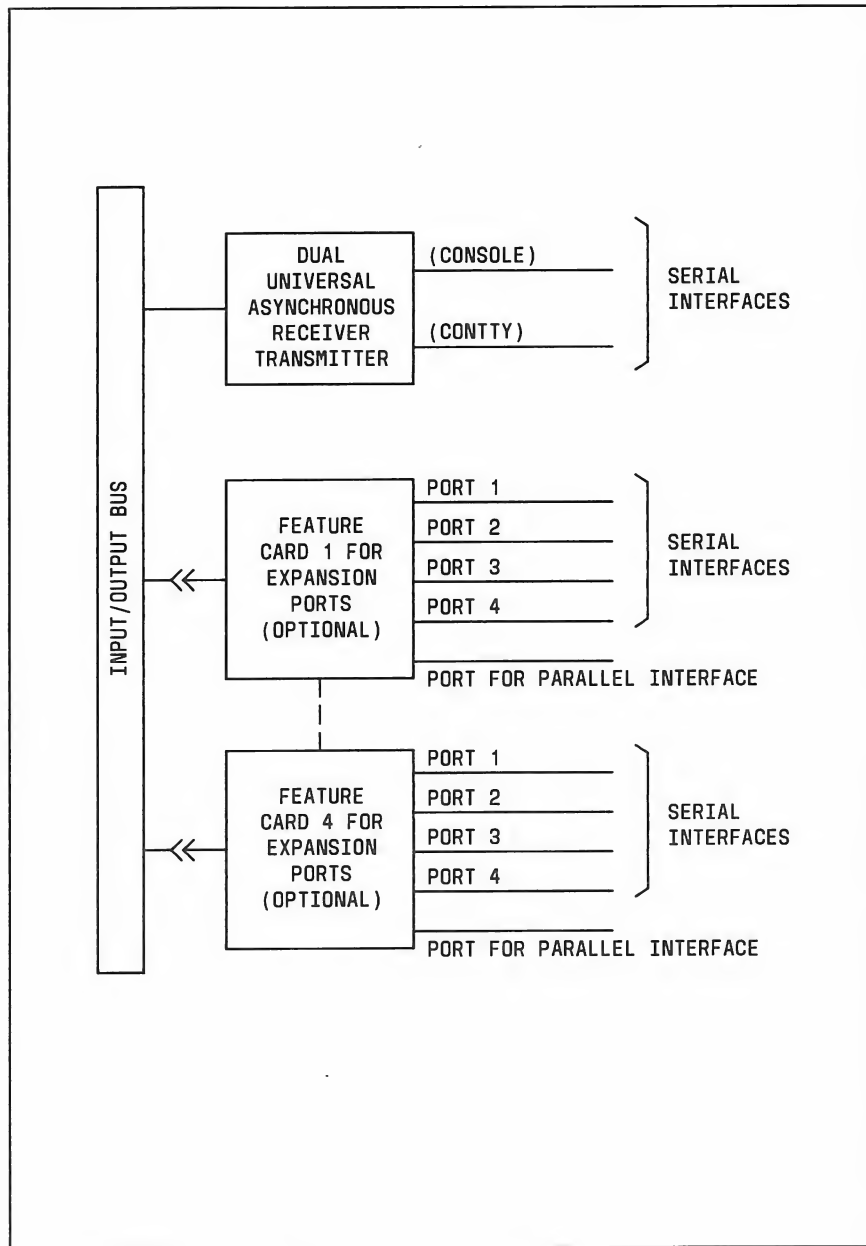 INPUT/OUTPUT BUS
DUAL
UNIVERSAL
ASYNCHRONOUS
RECEIVER
TRANSMITTER
(CONSOLE)
(CONTTY)
SERIAL
INTERFACES
FEATURE
CARD 1 FOR
EXPANSION
PORTS
(OPTIONAL)
PORT 1
PORT 2
PORT 3
PORT 4
SERIAL
INTERFACES
PORT FOR PARALLEL INTERFACE
FEATURE
CARD 4 FOR
EXPANSION
PORTS
(OPTIONAL)
PORT 1
PORT 2
PORT 3
PORT 4
SERIAL
INTERFACES
PORT FOR PARALLEL INTERFACE